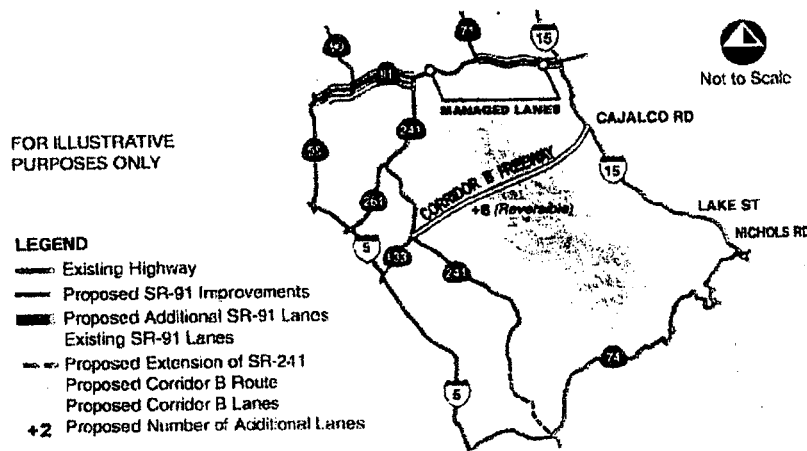 71
15
91
Not to Scale
MANAGED LANES
CAJALCO RD
FOR ILLUSTRATIVE
PURPOSES ONLY
241
55
CORRIDOR B FREEWAY
15
261
+6 (Reversible)
LAKE ST
NICHOLS RD
LEGEND
5
133
241
Existing Highway
Proposed SR-91 Improvements
Proposed Additional SR-91 Lanes
Existing SR-91 Lanes
Proposed Extension of SR-241
74
Proposed Corridor B Route
5
Proposed Corridor B Lanes
+2 Proposed Number of Additional Lanes